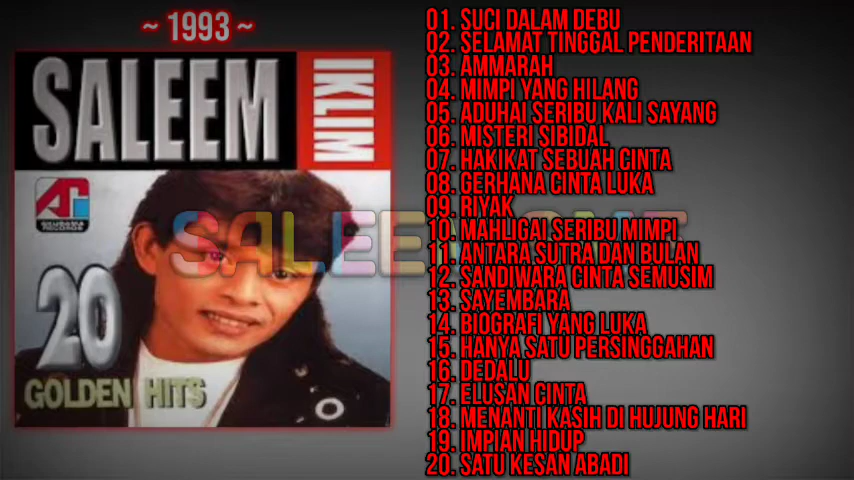 ~ 1993 ~
SALEEM
IKLIM
20
GOLDEN HITS
01. SUCI DALAM DEBU
02. SELAMAT TINGGAL PENDERITAAN
03. AMMARAH
04. MIMPI YANG HILANG
05. ADUHAI SERIBU KALI SAYANG
06. MISTERI SIBIDAL
07. HAKIKAT SEBUAH CINTA
08. GERHANA CINTA LUKA
09. RIYAK
10. MAHLIGAI SERIBU MIMPI
11. ANTARA SUTRA DAN BULAN
12. SANDIWARA CINTA SEMUSIM
13. SAYEMBARA
14. BIOGRAFI YANG LUKA
15. HANYA SATU PERSINGGAHAN
16. DEDALU
17. ELUSAN CINTA
18. MENANTI KASIH DI HUJUNG HARI
19. IMPIAN HIDUP
20. SATU KESAN ABADI